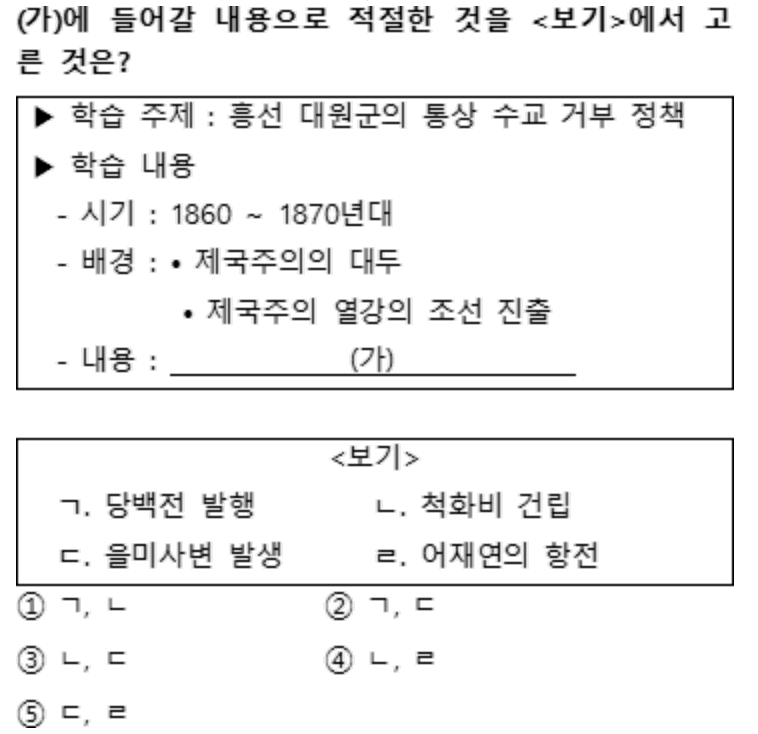 (가)에 들어갈 내용으로 적절한 것을 <보기>에서 고
른 것은?
▶ 학습 주제 : 흥선 대원군의 통상 수교 거부 정책
▶ 학습 내용
- 시기 : 1860 ~ 1870년대
- 배경 : • 제국주의의 대두
• 제국주의 열강의 조선 진출
- 내용 : (가)
<보기>
ㄱ. 당백전 발행 ㄴ. 척화비 건립
ㄷ. 을미사변 발생 ㄹ. 어재연의 항전
① ㄱ, ㄴ ② ㄱ, ㄷ
③ ㄴ, ㄷ ④ ㄴ, ㄹ
⑤ ㄷ, ㄹ